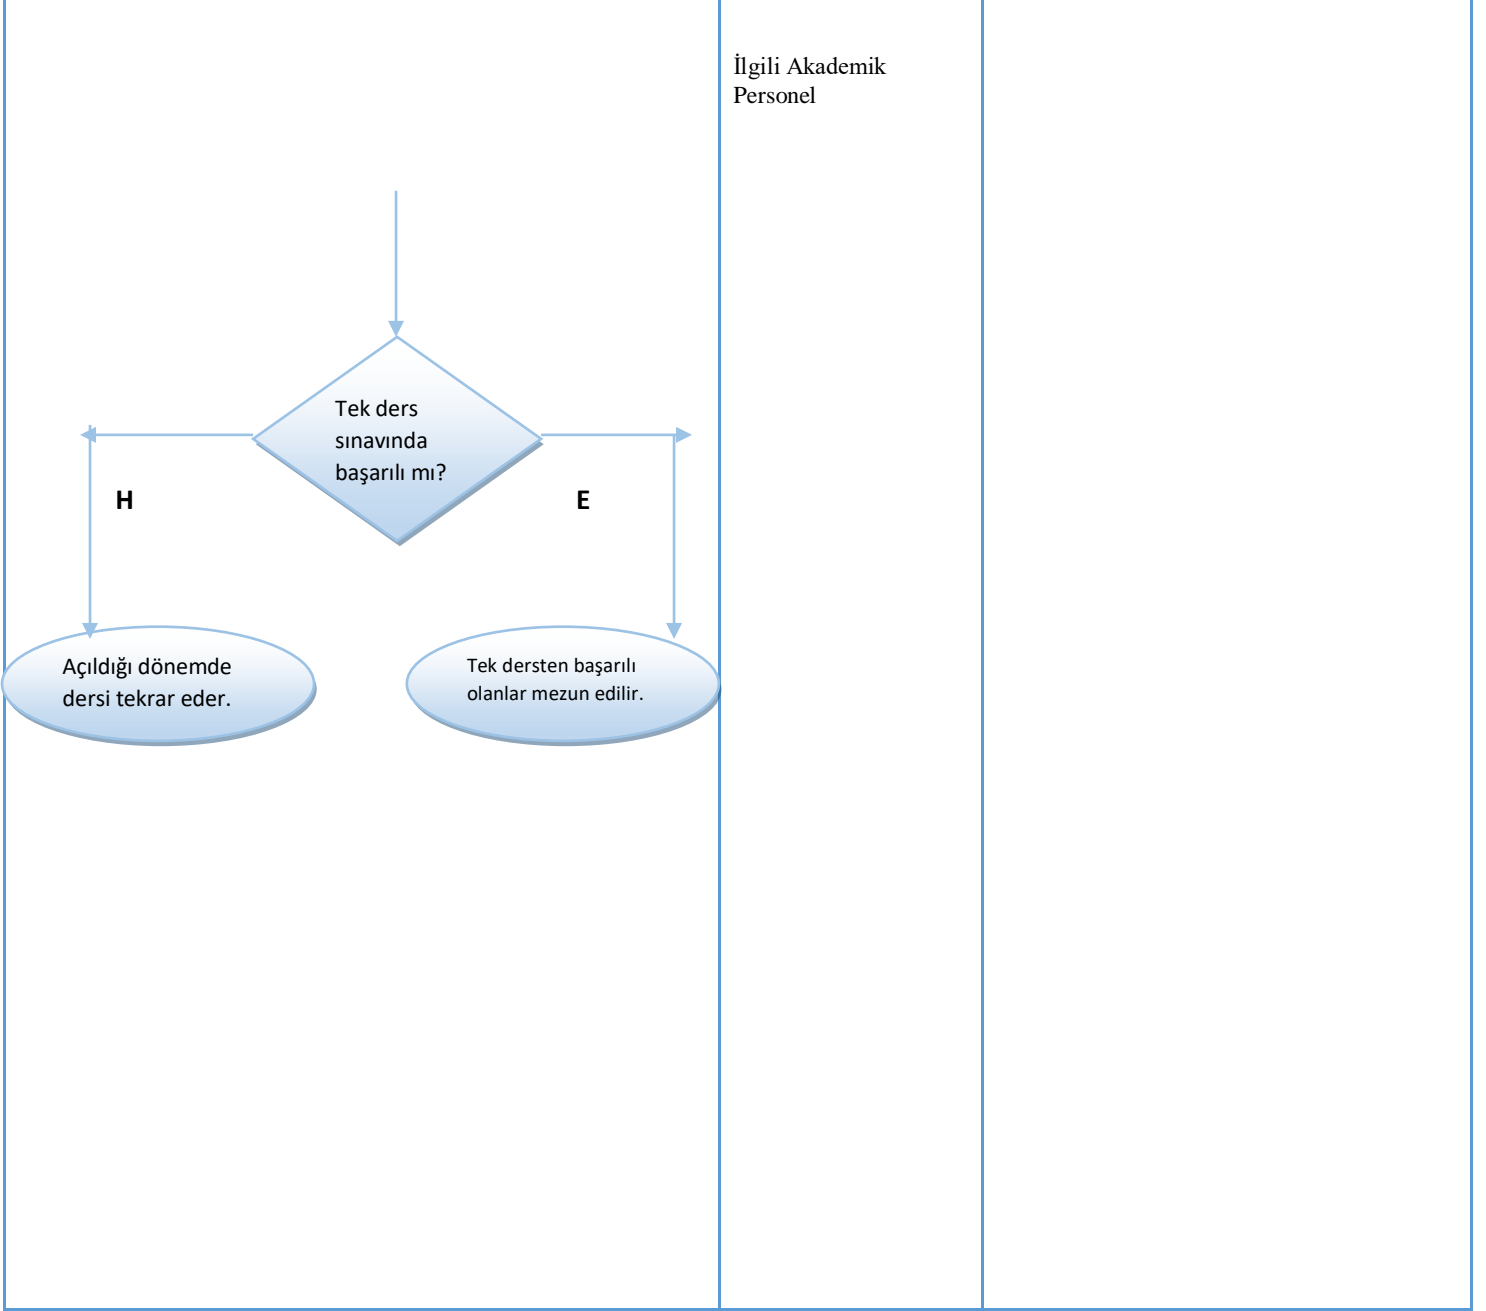 İlgili Akademik
Personel
Tek ders
sınavında
başarılı mı?
H
E
Açıldığı dönemde
dersi tekrar eder.
Tek dersten başarılı
olanlar mezun edilir.